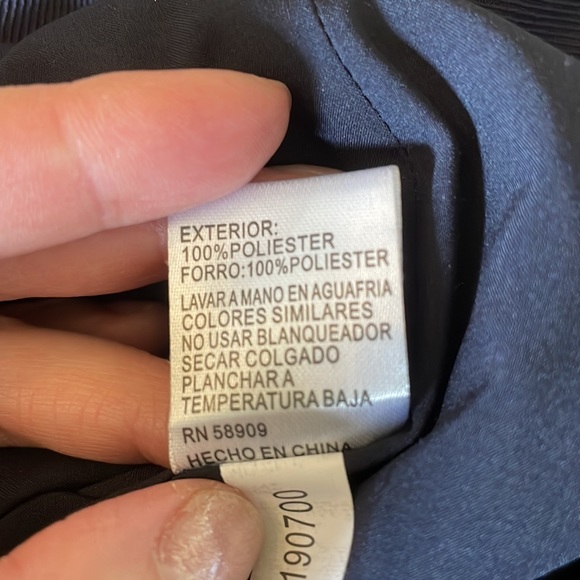 EXTERIOR:
100%POLIESTER
FORRO:100%POLIESTER
LAVAR A MANO EN AGUAFRIA
COLORES SIMILARES
NO USAR BLANQUEADOR
SECAR COLGADO
PLANCHAR A
TEMPERATURA BAJA
RN 58909
HECHO EN CHINA
190700